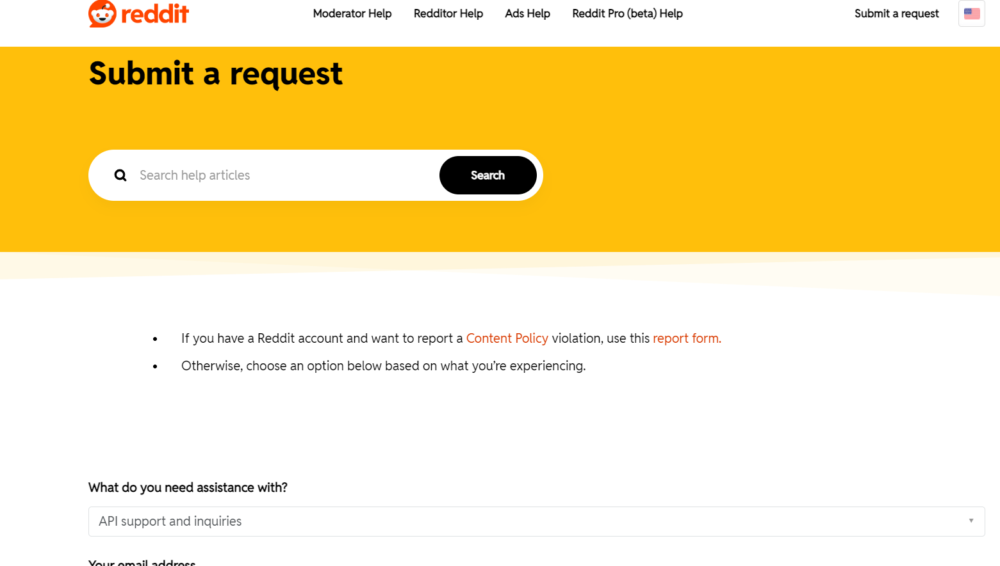 reddit
Moderator Help Redditor Help Ads Help Reddit Pro (beta) Help Submit a request
Submit a request
Search help articles Search
• If you have a Reddit account and want to report a Content Policy violation, use this report form.
• Otherwise, choose an option below based on what you’re experiencing.
What do you need assistance with?
API support and inquiries
Your email address